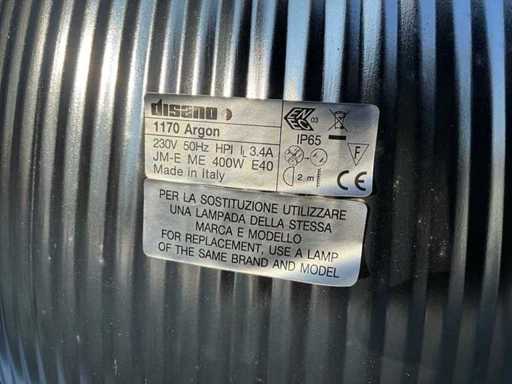 disano
1170 Argon
230V 50Hz HPI I, 3.4A
JM-E ME 400W E40
Made in Italy
ENEC 03
IP65
F
2 m
CE
PER LA SOSTITUZIONE UTILIZZARE
UNA LAMPADA DELLA STESSA
MARCA E MODELLO
FOR REPLACEMENT, USE A LAMP
OF THE SAME BRAND AND MODEL